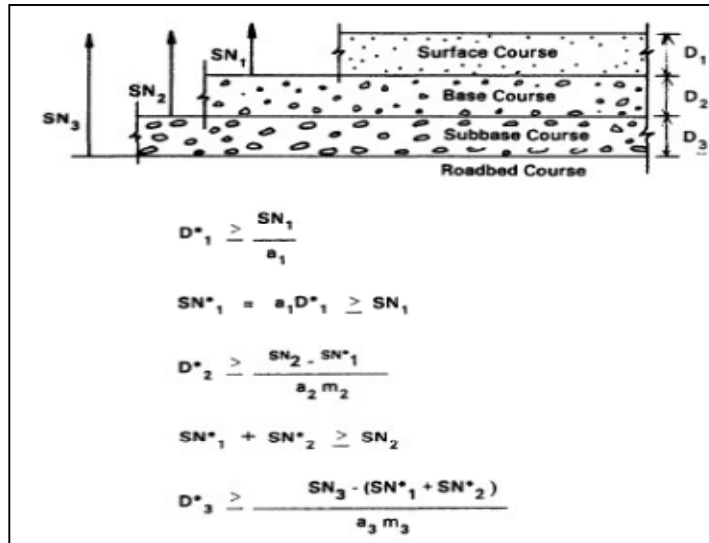 SN₁
Surface Course
D₁
SN₂
Base Course
D₂
SN₃
Subbase Course
D₃
Roadbed Course
D*₁ ≥ SN₁ / a₁
SN*₁ = a₁D*₁ ≥ SN₁
D*₂ ≥ SN₂ - SN*₁ / a₂ m₂
SN*₁ + SN*₂ ≥ SN₂
D*₃ ≥ SN₃ - (SN*₁ + SN*₂) / a₃ m₃